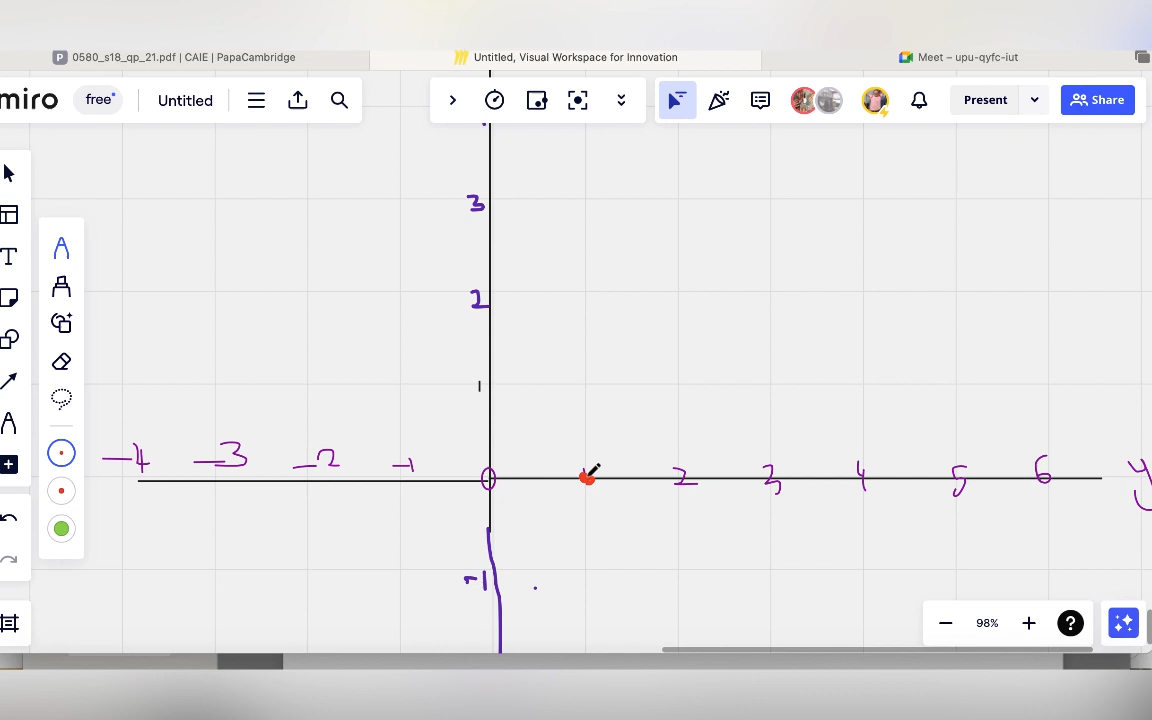 0580_s18_qp_21.pdf | CAIE | PapaCambridge
Untitled, Visual Workspace for Innovation
Meet – upu-qyfc-iut
miro
free
Untitled
Present
Share
3
2
1
-4 -3 -2 -1 0 2 3 4 5 6 y
-1
98%